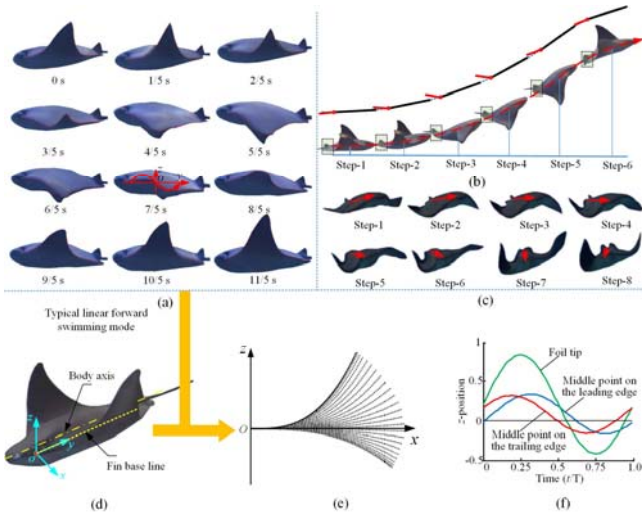 0 s
1/5 s
2/5 s
3/5 s
4/5 s
5/5 s
6/5 s
7/5 s
8/5 s
9/5 s
10/5 s
11/5 s
(a)
Step-1
Step-2
Step-3
Step-4
Step-5
Step-6
(b)
Step-1
Step-2
Step-3
Step-4
Step-5
Step-6
Step-7
Step-8
(c)
Typical linear forward
swimming mode
Body axis
z
y
o
x
Fin base line
(d)
z
O
x
(e)
z-position
1
0.5
0
-0.5
Foil tip
Middle point on
the leading edge
Middle point on
the trailing edge
0
0.25
0.5
0.75
1.0
Time (t/T)
(f)